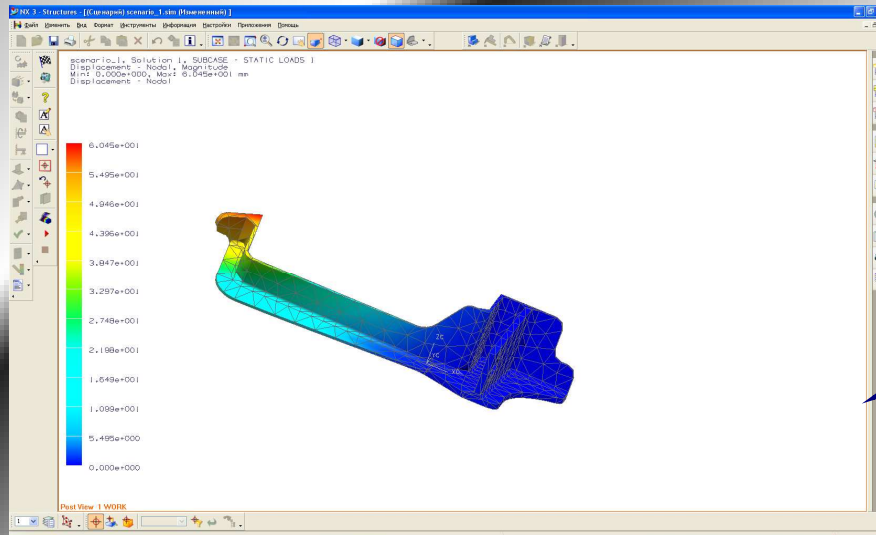 NX 3 - Structures - [(Сценарий) scenario_1.sim (Измененный) ]
Файл Изменить Вид Формат Инструменты Информация Настройки Приложения Помощь
scenario_1, Solution 1, SUBCASE - STATIC LOADS 1
Displacement - Nodal, Magnitude
Min: 0.000e+000, Max: 6.045e+001 mm
Displacement - Nodal
6.045e+001
5.495e+001
4.946e+001
4.396e+001
3.847e+001
3.297e+001
2.748e+001
2.198e+001
1.649e+001
1.099e+001
5.495e+000
0.000e+000
ZC
YC
XC
Post View 1 WORK
1